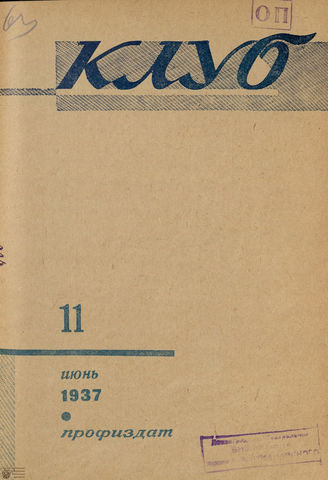 ОП
КЛУБ
11
июнь
1937
профиздат